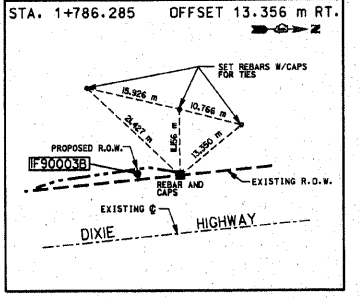 STA. 1+786.285 OFFSET 13.356 m RT.
Z
SET REBARS W/CAPS
FOR TIES
15.926 m
10.766 m
21.427 m
11.156 m
13.350 m
PROPOSED R.O.W.
IF90003B
REBAR AND
CAPS
EXISTING R.O.W.
EXISTING ℄
DIXIE HIGHWAY